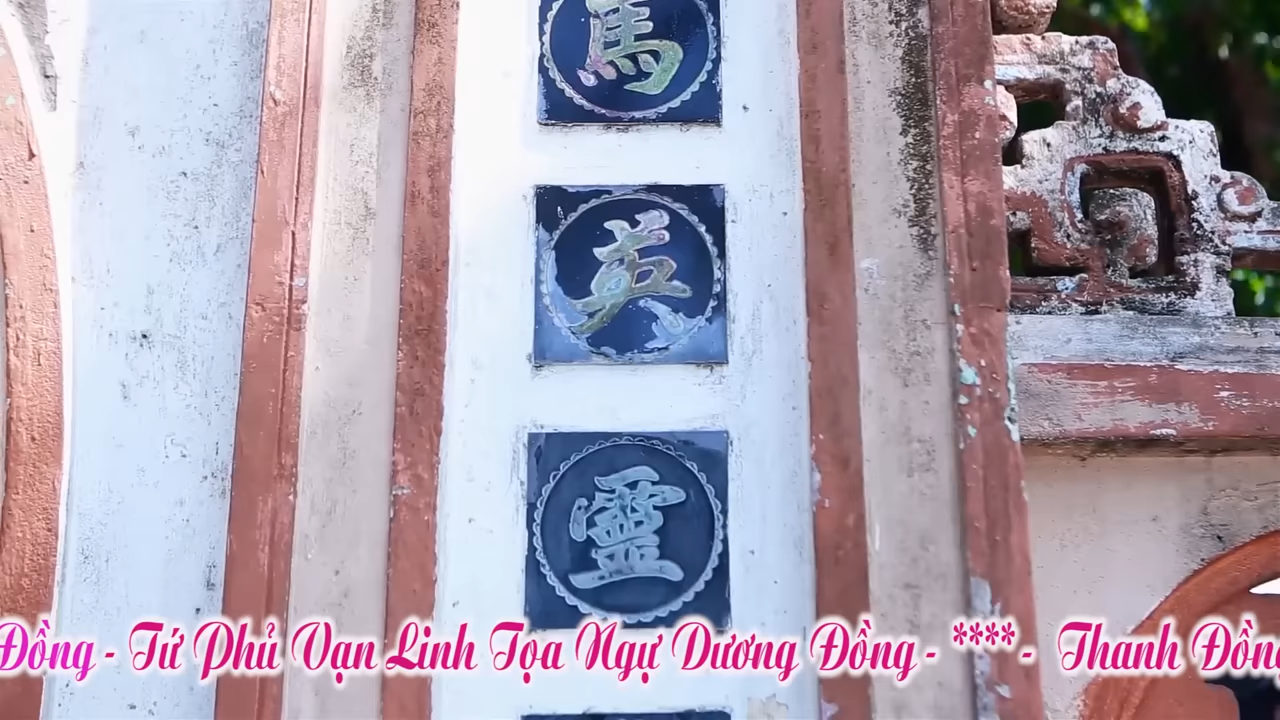 馬
英
靈
Đồng - Tứ Phủ Vạn Linh Tọa Ngự Dương Đồng - **** - Thanh Đồng